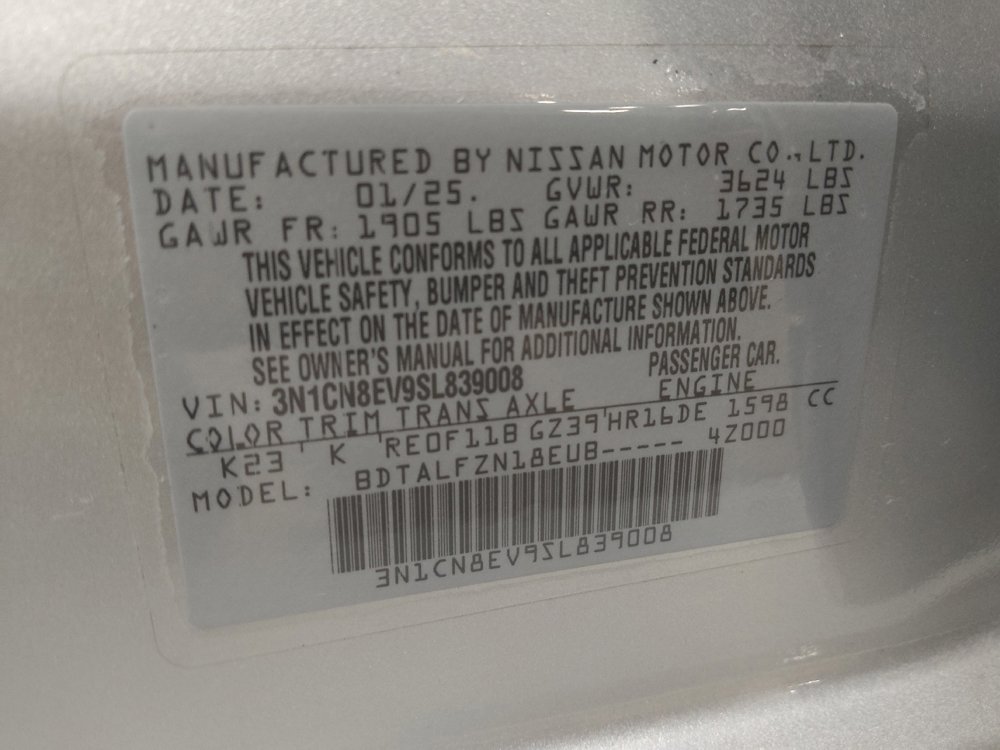 MANUFACTURED BY NISSAN MOTOR CO.,LTD.
DATE: 01/25. GVWR: 3624 LBS
GAWR FR: 1905 LBS GAWR RR: 1735 LBS
THIS VEHICLE CONFORMS TO ALL APPLICABLE FEDERAL MOTOR
VEHICLE SAFETY, BUMPER AND THEFT PREVENTION STANDARDS
IN EFFECT ON THE DATE OF MANUFACTURE SHOWN ABOVE.
SEE OWNER'S MANUAL FOR ADDITIONAL INFORMATION.
VIN: 3N1CN8EV9SL839008 PASSENGER CAR.
COLOR TRIM TRANS AXLE ENGINE
K23 K RE0F11B GZ39 HR16DE 1598 CC
MODEL: BDTALFZN18EUB----- 4Z000
3N1CN8EV9SL839008